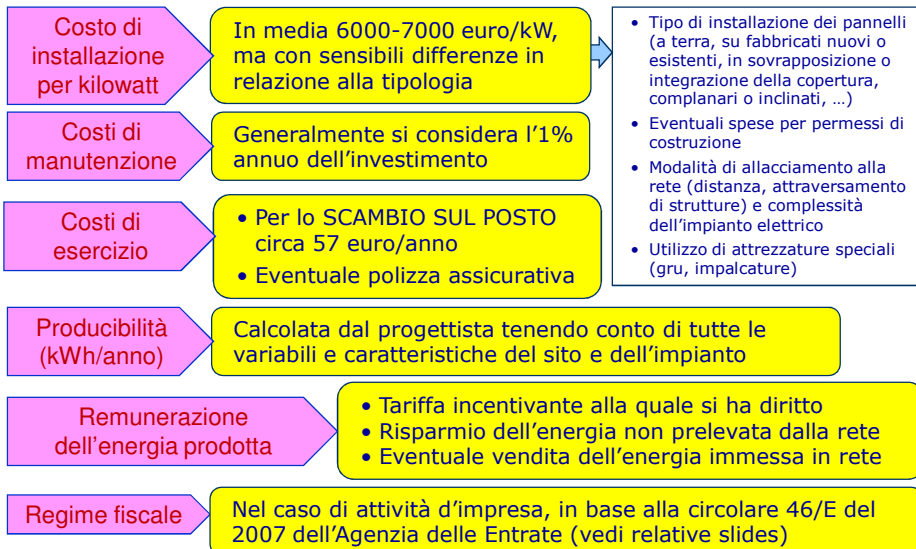 Costo di
installazione
per kilowatt
In media 6000-7000 euro/kW,
ma con sensibili differenze in
relazione alla tipologia
• Tipo di installazione dei pannelli
(a terra, su fabbricati nuovi o
esistenti, in sovrapposizione o
integrazione della copertura,
complanari o inclinati, …)
• Eventuali spese per permessi di
costruzione
• Modalità di allacciamento alla
rete (distanza, attraversamento
di strutture) e complessità
dell'impianto elettrico
• Utilizzo di attrezzature speciali
(gru, impalcature)
Costi di
manutenzione
Generalmente si considera l'1%
annuo dell'investimento
Costi di
esercizio
• Per lo SCAMBIO SUL POSTO
circa 57 euro/anno
• Eventuale polizza assicurativa
Producibilità
(kWh/anno)
Calcolata dal progettista tenendo conto di tutte le
variabili e caratteristiche del sito e dell'impianto
Remunerazione
dell'energia prodotta
• Tariffa incentivante alla quale si ha diritto
• Risparmio dell'energia non prelevata dalla rete
• Eventuale vendita dell'energia immessa in rete
Regime fiscale
Nel caso di attività d'impresa, in base alla circolare 46/E del
2007 dell'Agenzia delle Entrate (vedi relative slides)